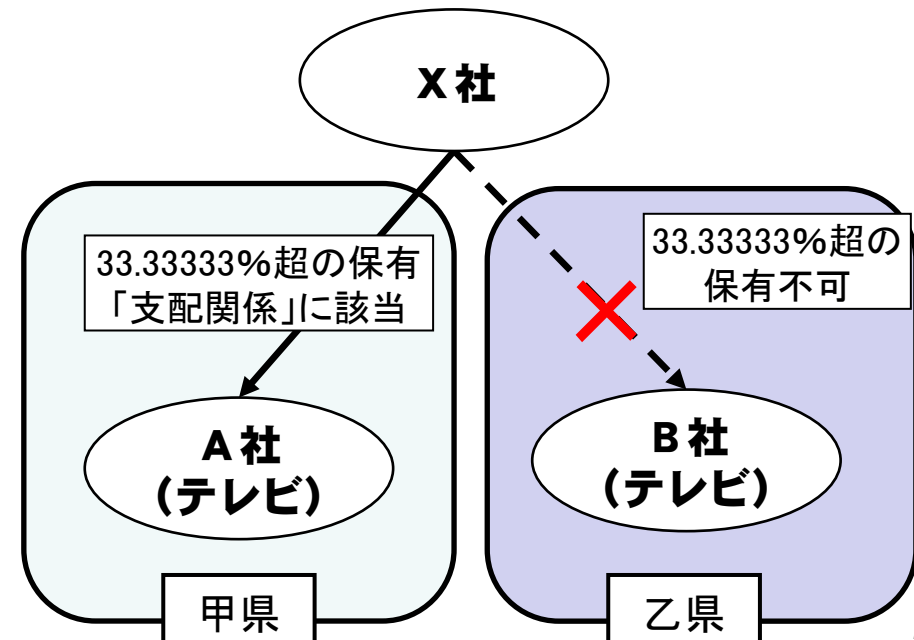 X社
33.33333%超の保有
「支配関係」に該当
33.33333%超の
保有不可
A社
(テレビ)
B社
(テレビ)
甲県
乙県